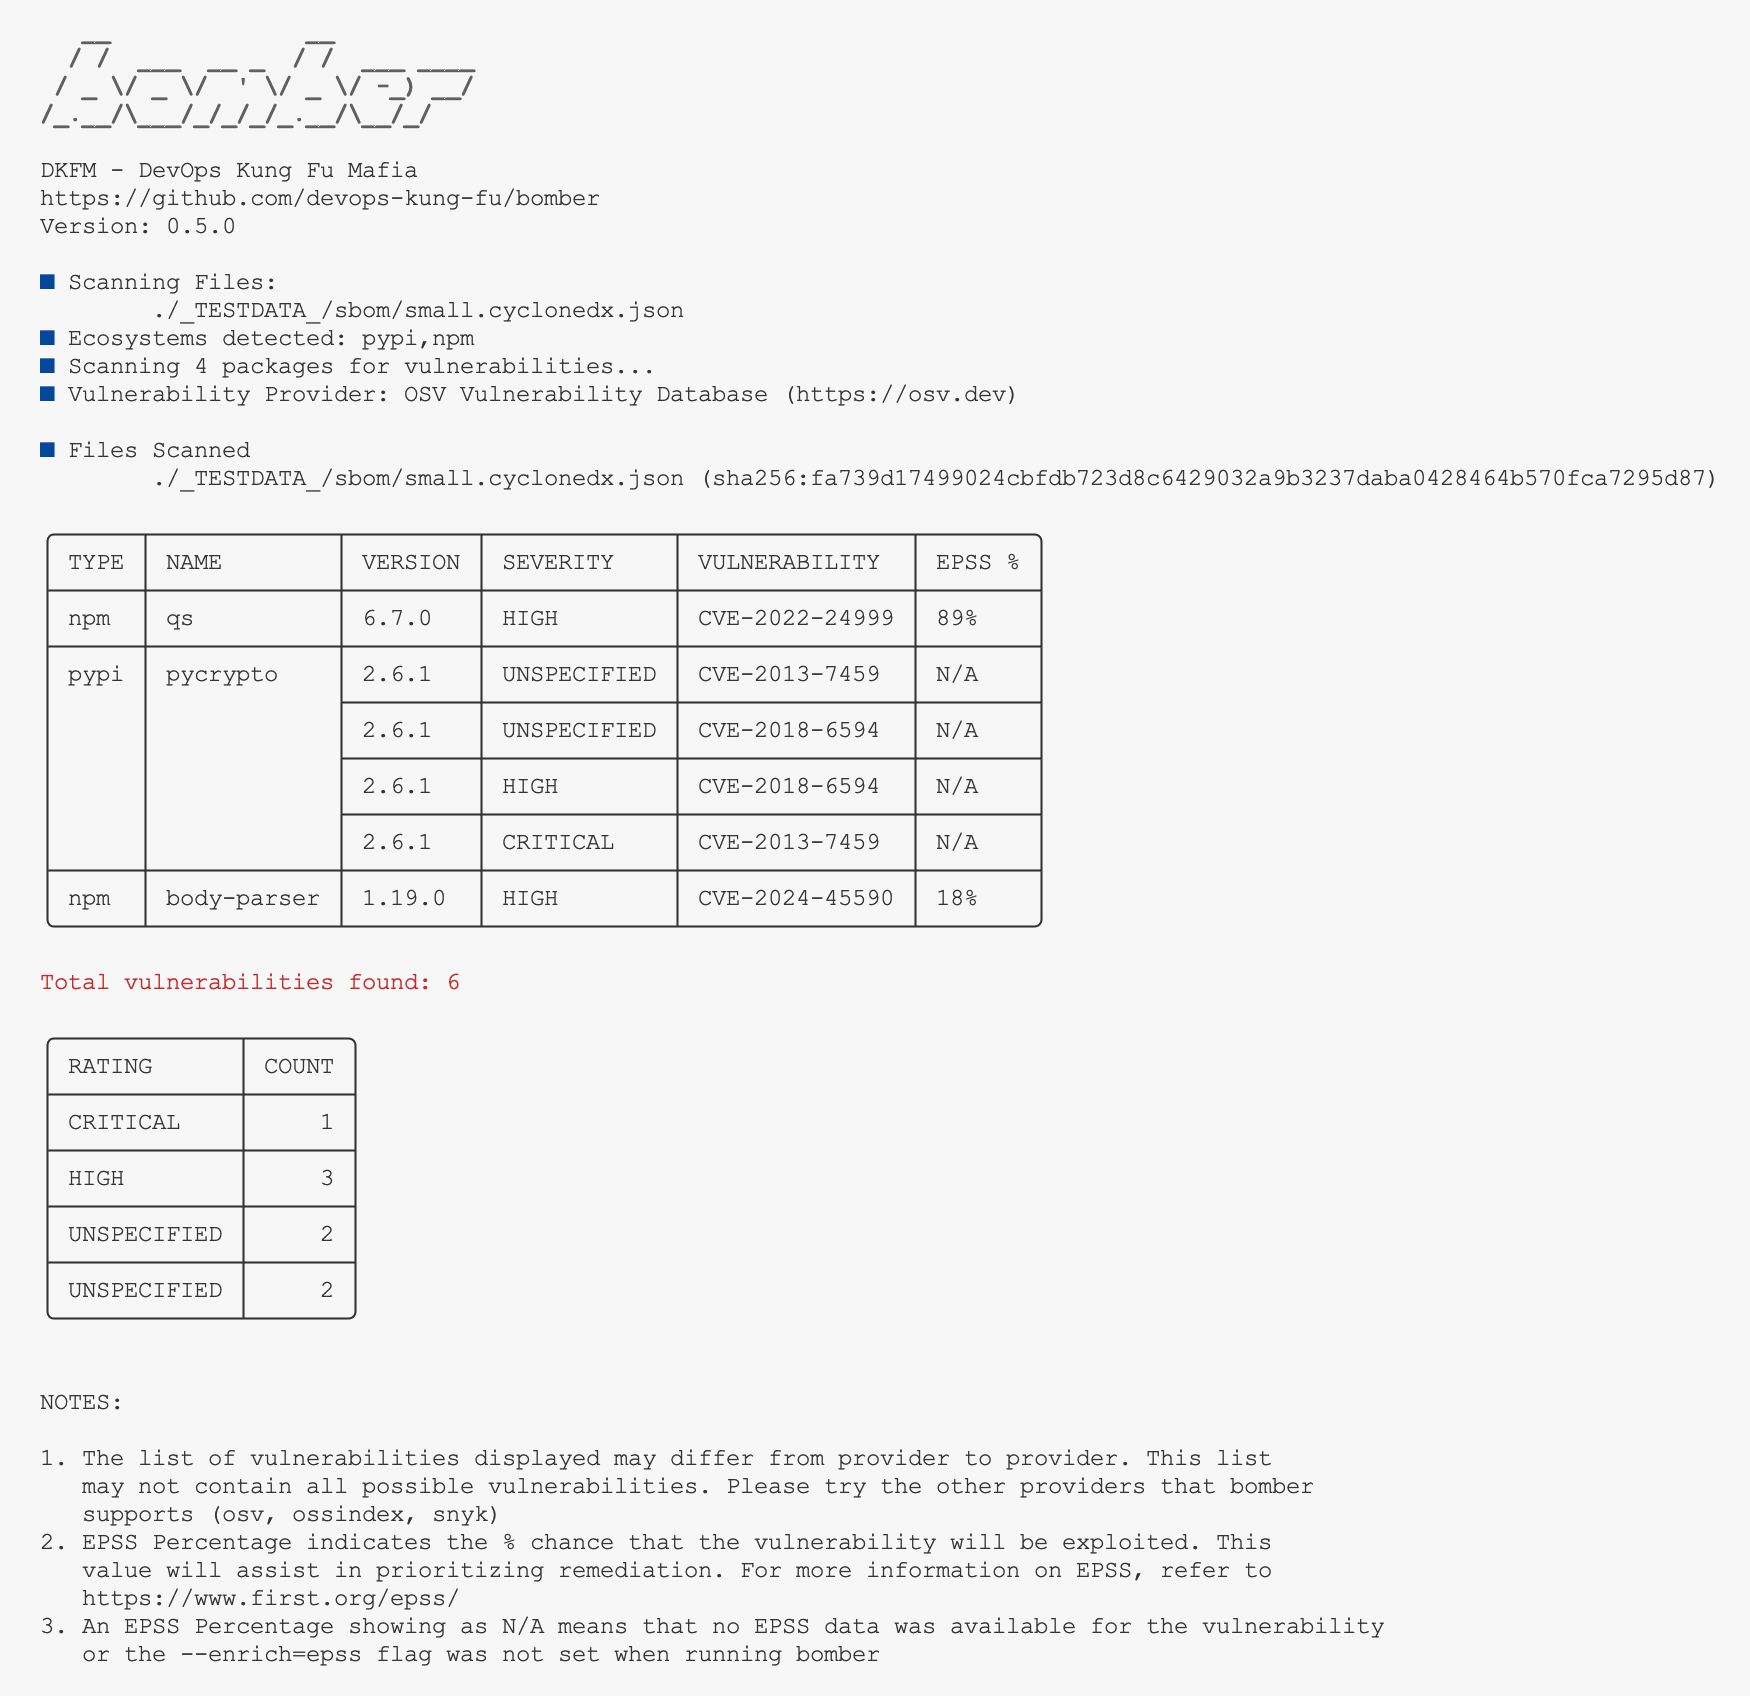 bomber
DKFM - DevOps Kung Fu Mafia
https://github.com/devops-kung-fu/bomber
Version: 0.5.0
■ Scanning Files:
./_TESTDATA_/sbom/small.cyclonedx.json
■ Ecosystems detected: pypi,npm
■ Scanning 4 packages for vulnerabilities...
■ Vulnerability Provider: OSV Vulnerability Database (https://osv.dev)
■ Files Scanned
./_TESTDATA_/sbom/small.cyclonedx.json (sha256:fa739d17499024cbfdb723d8c6429032a9b3237daba0428464b570fca7295d87)
TYPE NAME VERSION SEVERITY VULNERABILITY EPSS %
npm qs 6.7.0 HIGH CVE-2022-24999 89%
pypi pycrypto 2.6.1 UNSPECIFIED CVE-2013-7459 N/A
2.6.1 UNSPECIFIED CVE-2018-6594 N/A
2.6.1 HIGH CVE-2018-6594 N/A
2.6.1 CRITICAL CVE-2013-7459 N/A
npm body-parser 1.19.0 HIGH CVE-2024-45590 18%
Total vulnerabilities found: 6
RATING COUNT
CRITICAL 1
HIGH 3
UNSPECIFIED 2
UNSPECIFIED 2
NOTES:
1. The list of vulnerabilities displayed may differ from provider to provider. This list
may not contain all possible vulnerabilities. Please try the other providers that bomber
supports (osv, ossindex, snyk)
2. EPSS Percentage indicates the % chance that the vulnerability will be exploited. This
value will assist in prioritizing remediation. For more information on EPSS, refer to
https://www.first.org/epss/
3. An EPSS Percentage showing as N/A means that no EPSS data was available for the vulnerability
or the --enrich=epss flag was not set when running bomber